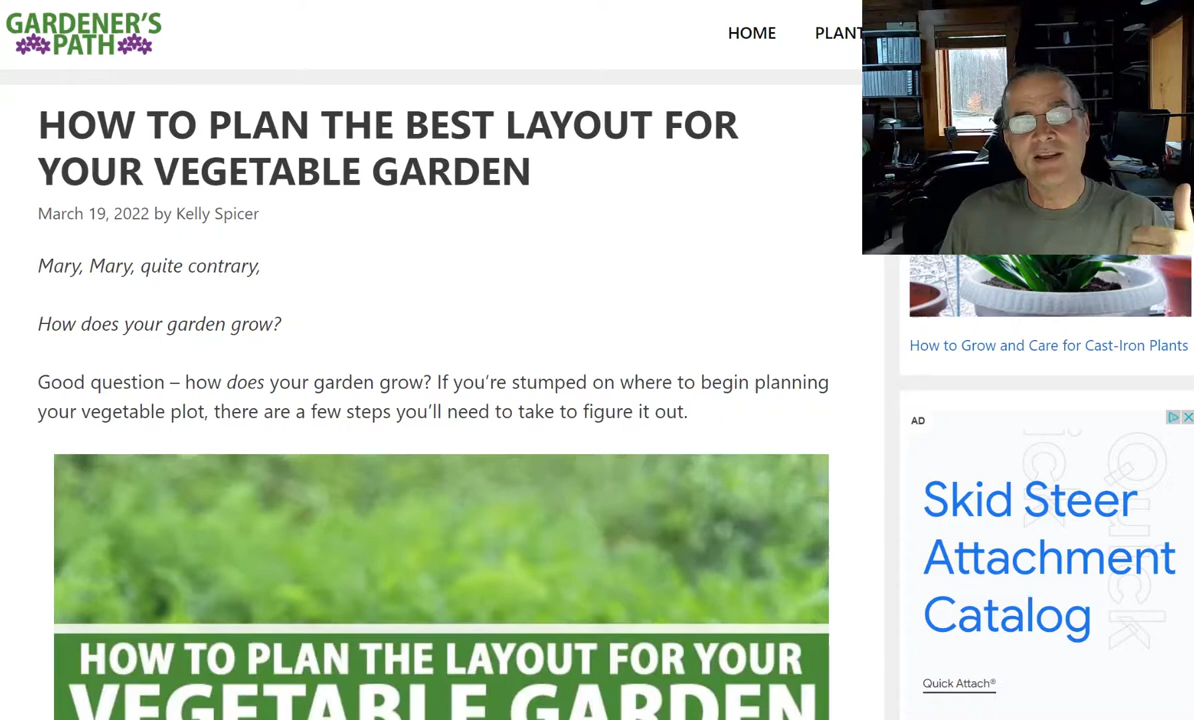 GARDENER'S
PATH
HOME PLANT
HOW TO PLAN THE BEST LAYOUT FOR
YOUR VEGETABLE GARDEN
March 19, 2022 by Kelly Spicer
Mary, Mary, quite contrary,
How does your garden grow?
Good question – how does your garden grow? If you're stumped on where to begin planning
your vegetable plot, there are a few steps you'll need to take to figure it out.
HOW TO PLAN THE LAYOUT FOR YOUR
VEGETABLE GARDEN
How to Grow and Care for Cast-Iron Plants
AD
Skid Steer
Attachment
Catalog
Quick Attach®